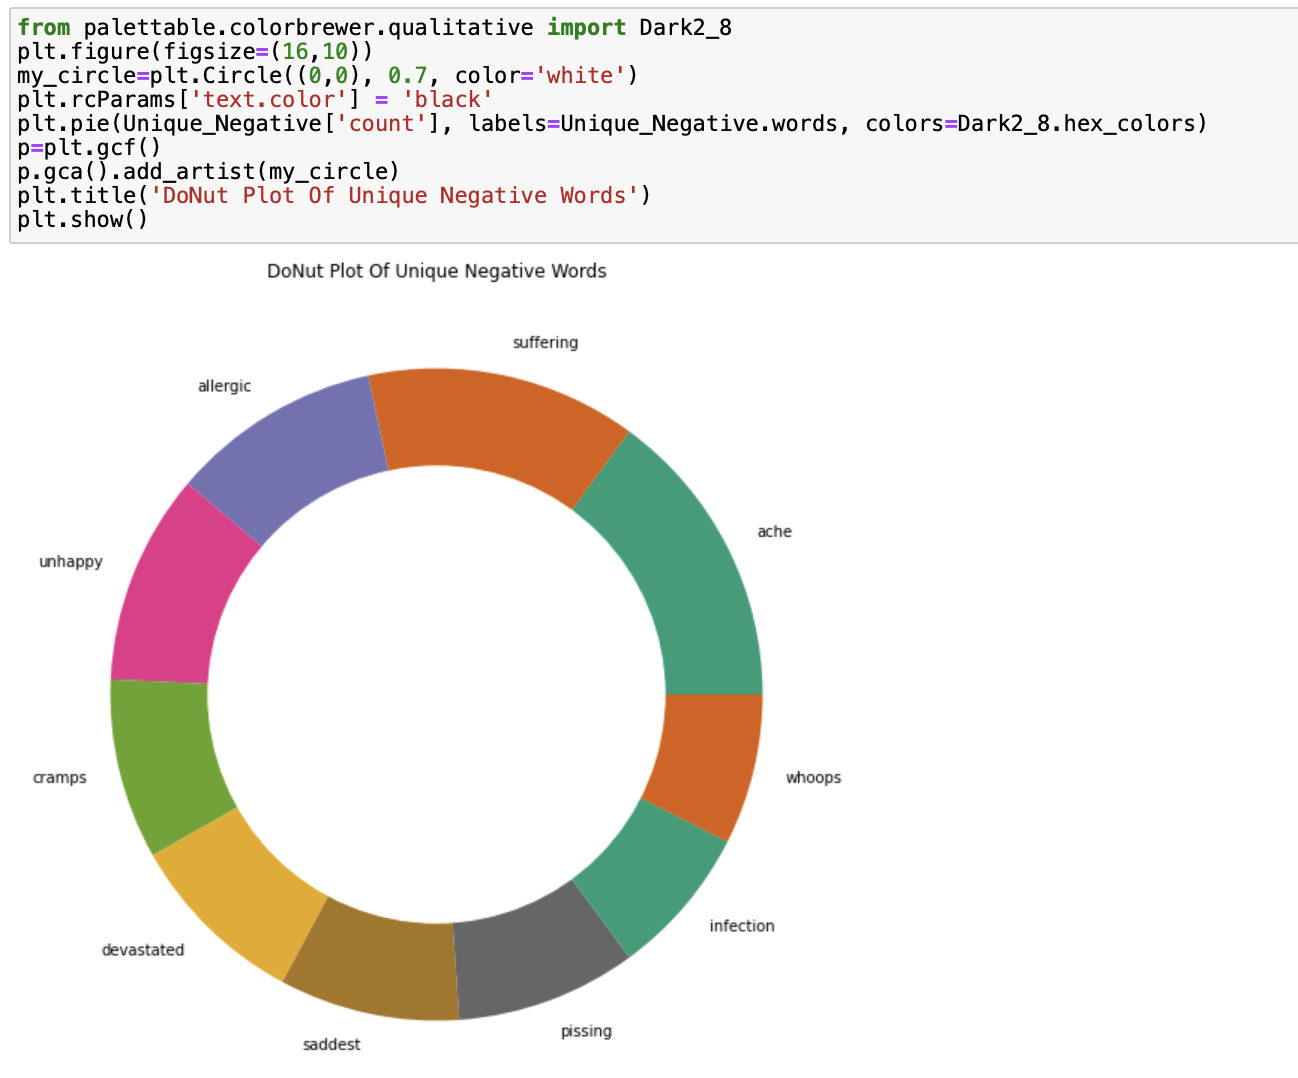 from palettable.colorbrewer.qualitative import Dark2_8
plt.figure(figsize=(16,10))
my_circle=plt.Circle((0,0), 0.7, color='white')
plt.rcParams['text.color'] = 'black'
plt.pie(Unique_Negative['count'], labels=Unique_Negative.words, colors=Dark2_8.hex_colors)
p=plt.gcf()
p.gca().add_artist(my_circle)
plt.title('DoNut Plot Of Unique Negative Words')
plt.show()
DoNut Plot Of Unique Negative Words
suffering
allergic
ache
unhappy
cramps
whoops
infection
devastated
pissing
saddest